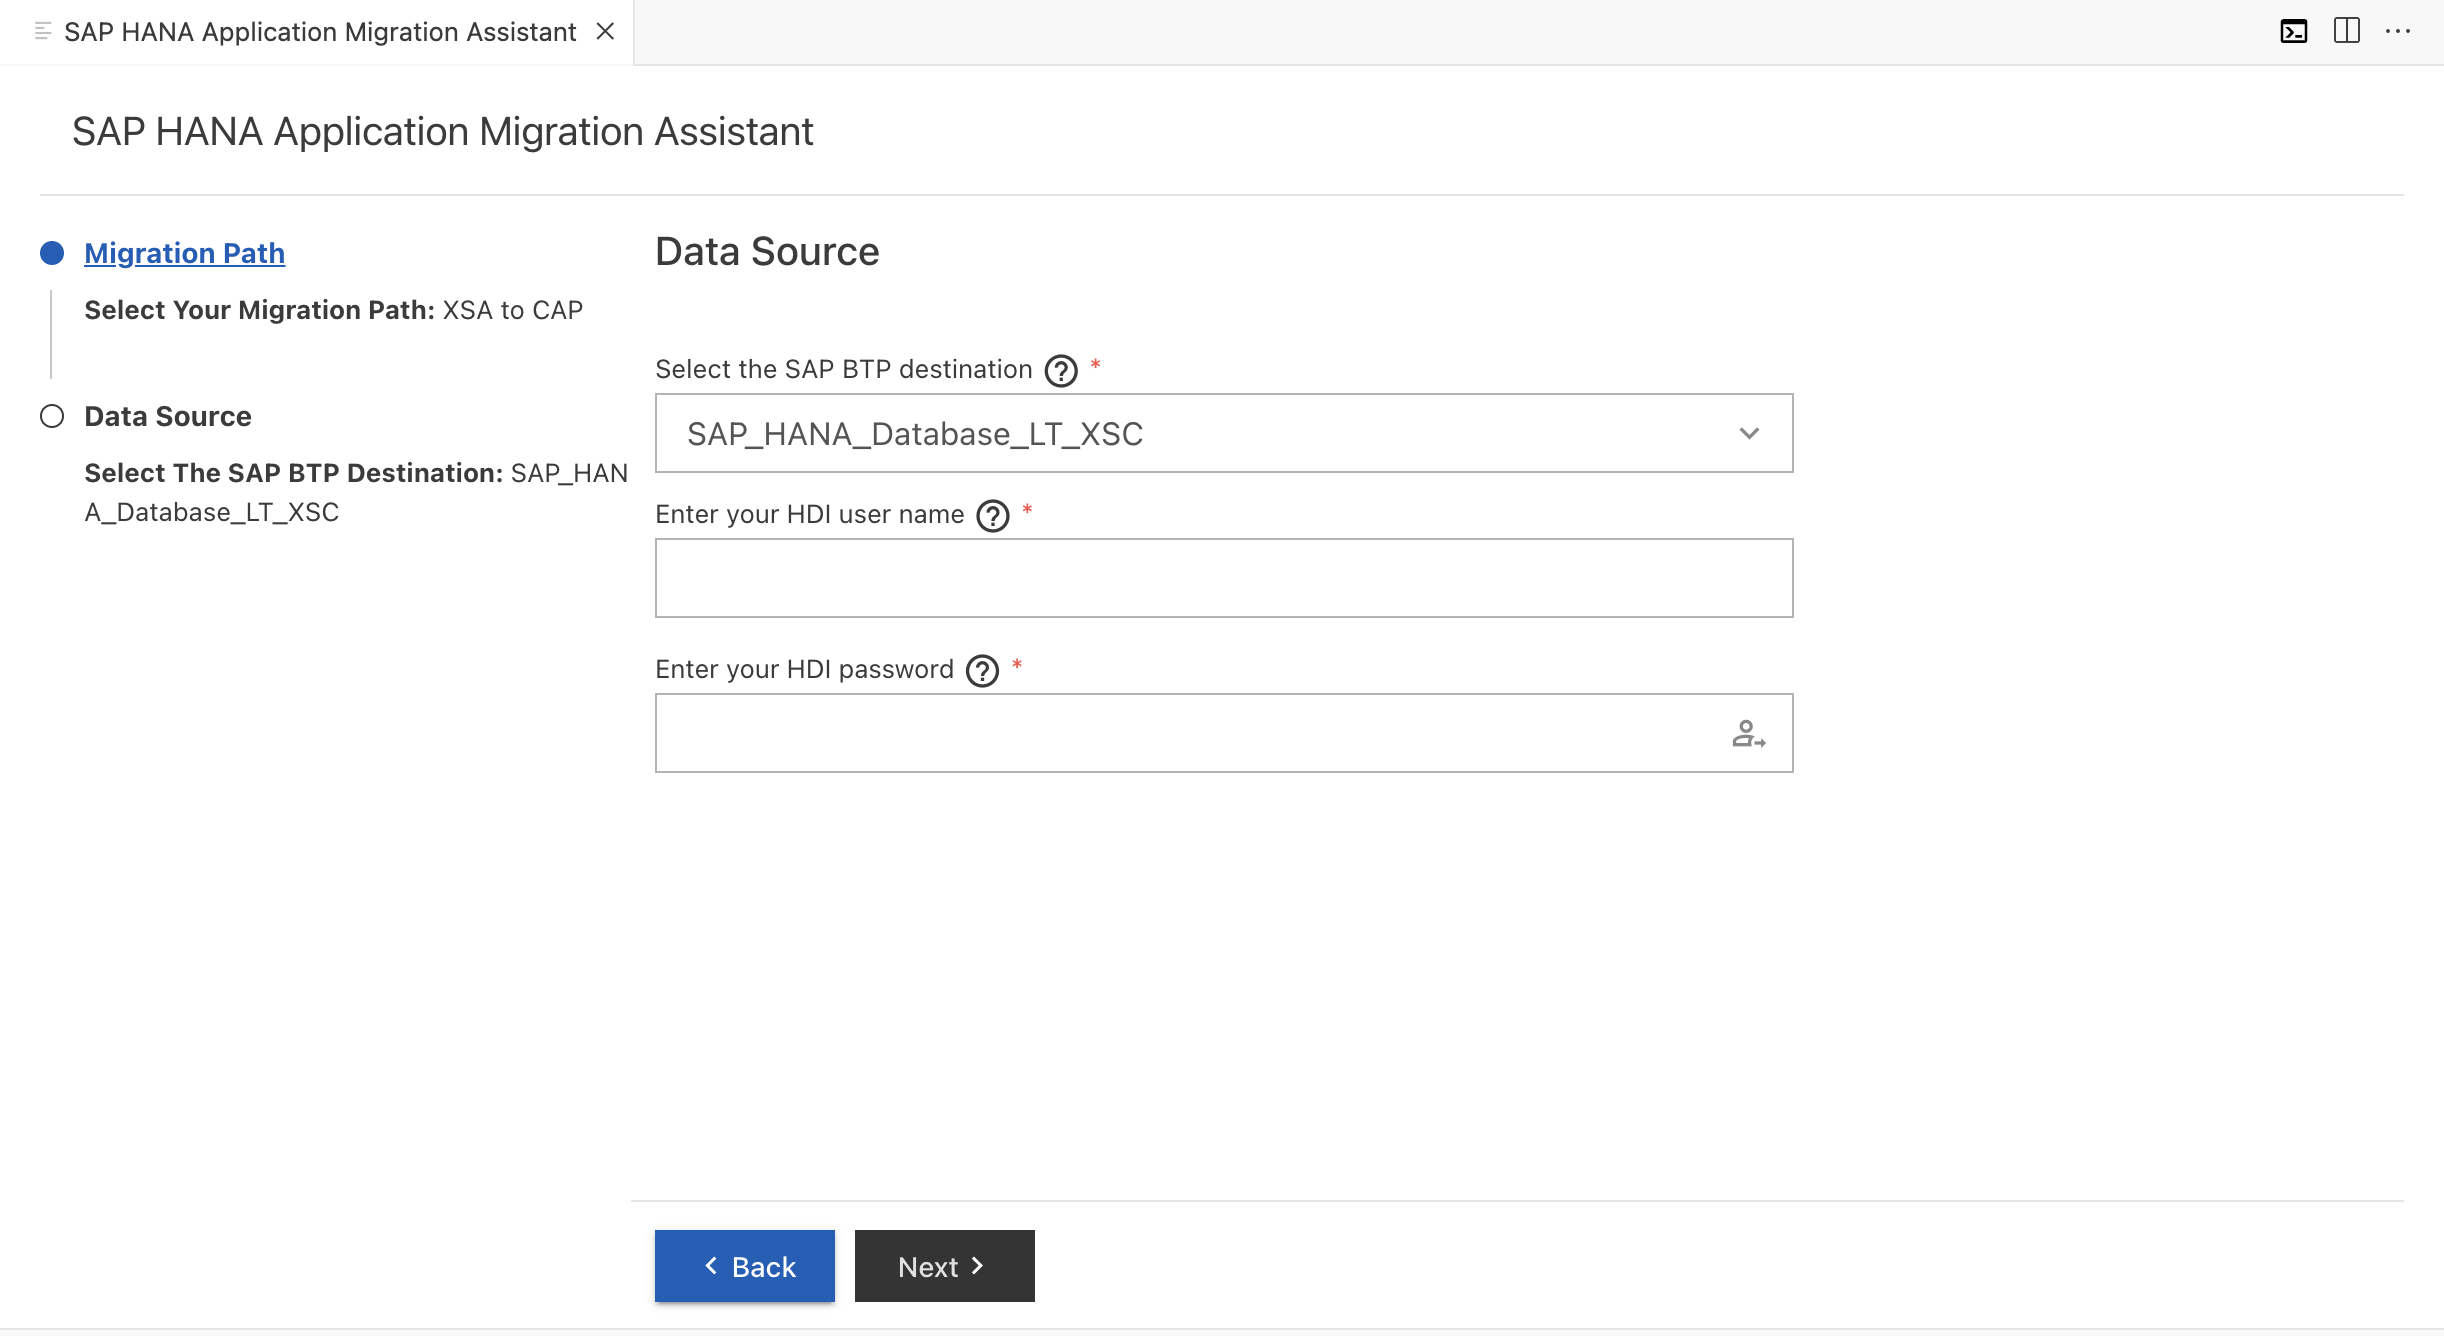 SAP HANA Application Migration Assistant
SAP HANA Application Migration Assistant
Migration Path
Select Your Migration Path: XSA to CAP
Data Source
Select The SAP BTP Destination: SAP_HAN
A_Database_LT_XSC
Data Source
Select the SAP BTP destination ? *
SAP_HANA_Database_LT_XSC
Enter your HDI user name ? *
Enter your HDI password ? *
Back
Next